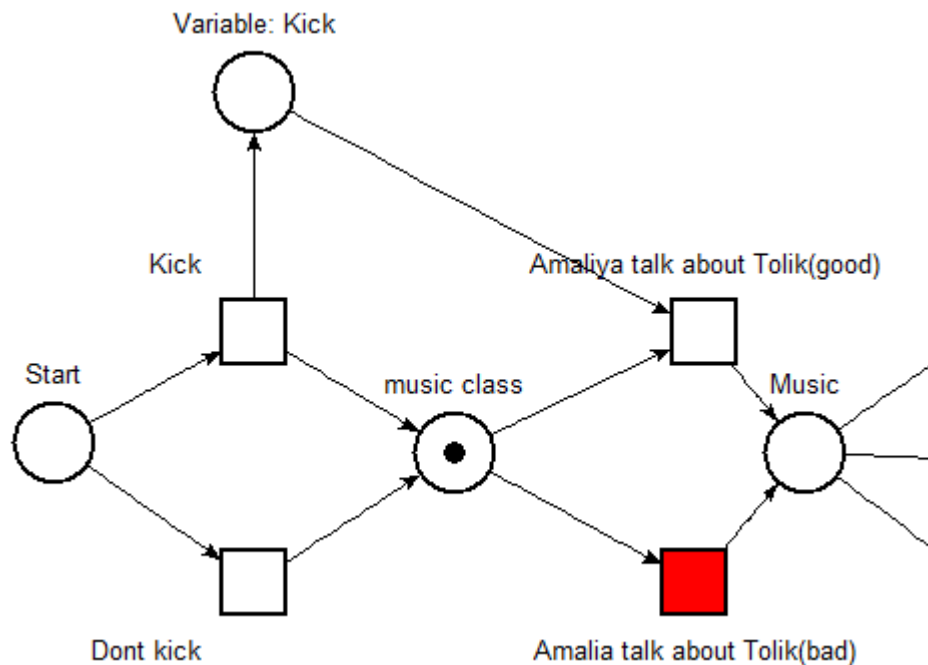 Variable: Kick
Kick
Amaliya talk about Tolik(good)
Start
music class
Music
Dont kick
Amalia talk about Tolik(bad)